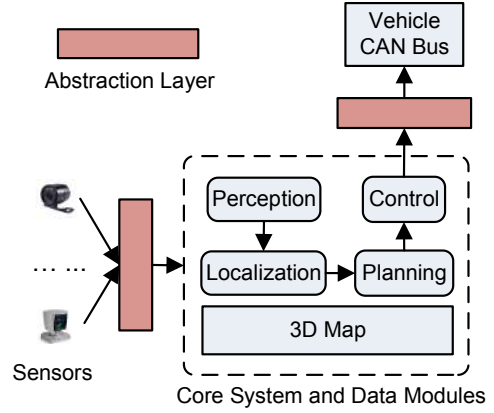 Vehicle
CAN Bus
Abstraction Layer
Perception
Control
Localization
Planning
... ...
3D Map
Sensors
Core System and Data Modules